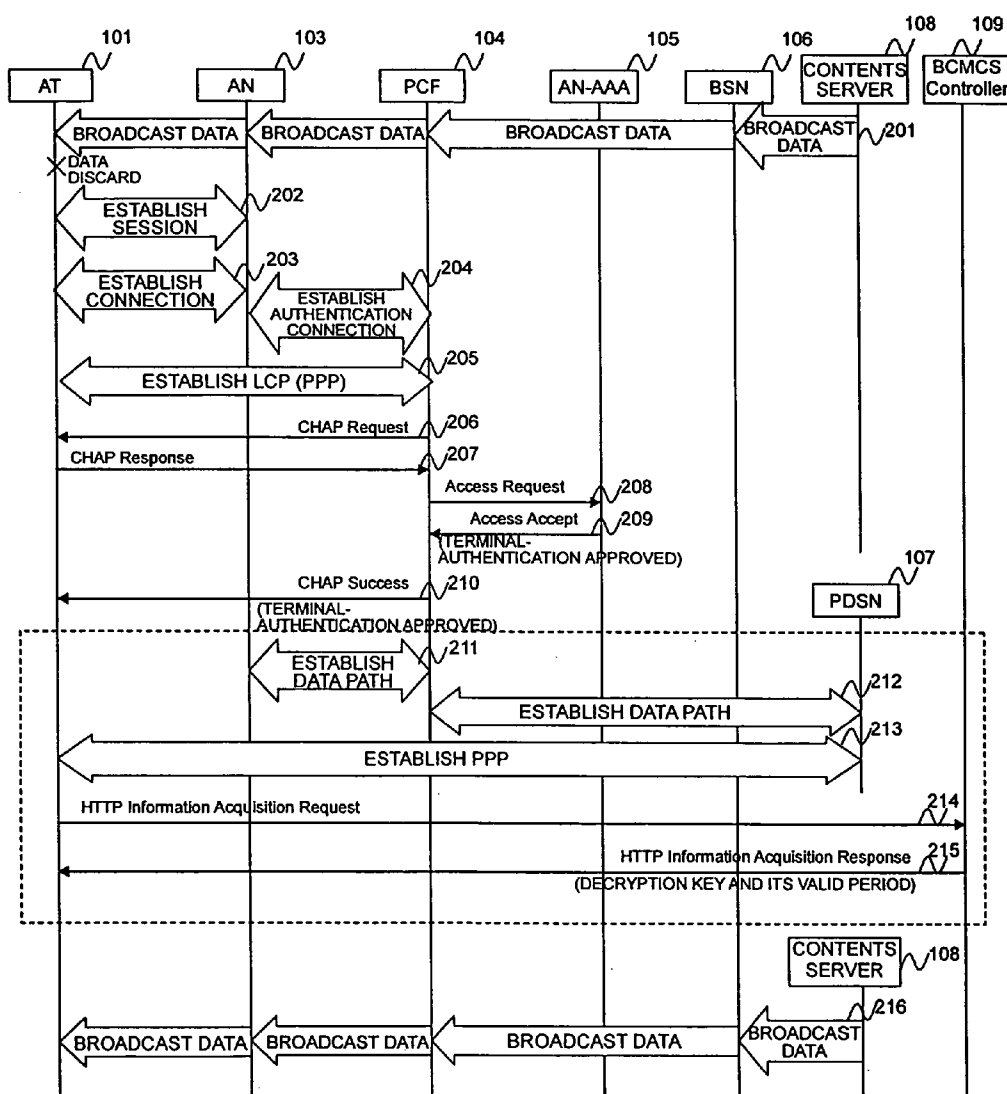 101
103
104
105
106
108
109
AT
AN
PCF
AN-AAA
BSN
CONTENTS
SERVER
BCMCS
Controller
BROADCAST DATA
BROADCAST DATA
BROADCAST DATA
BROADCAST
DATA
201
DATA
DISCARD
202
ESTABLISH
SESSION
203
ESTABLISH
CONNECTION
204
ESTABLISH
AUTHENTICATION
CONNECTION
205
ESTABLISH LCP (PPP)
206
CHAP Request
207
CHAP Response
Access Request
208
Access Accept
209
(TERMINAL-
AUTHENTICATION APPROVED)
CHAP Success
210
(TERMINAL-
AUTHENTICATION APPROVED)
107
PDSN
211
ESTABLISH
DATA PATH
212
ESTABLISH DATA PATH
213
ESTABLISH PPP
HTTP Information Acquisition Request
214
HTTP Information Acquisition Response
215
(DECRYPTION KEY AND ITS VALID PERIOD)
CONTENTS
SERVER
108
216
BROADCAST DATA
BROADCAST DATA
BROADCAST DATA
BROADCAST
DATA